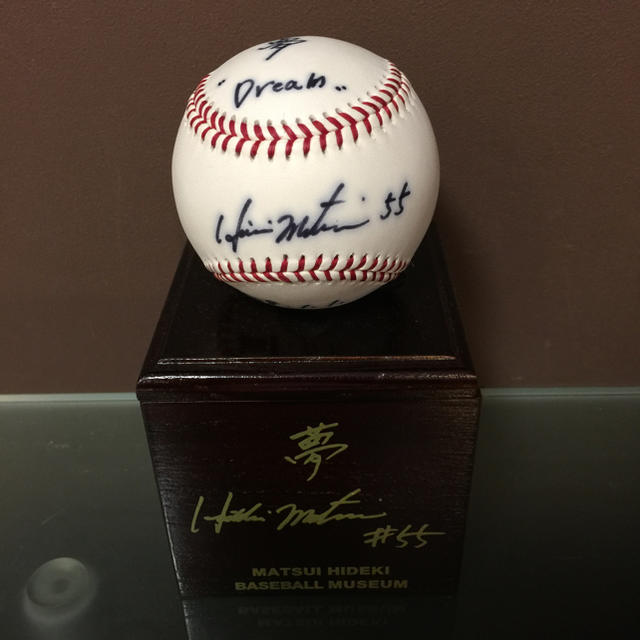 夢
"Dream"
Hideki Matsui 55
夢
Hideki Matsui
#55
MATSUI HIDEKI
BASEBALL MUSEUM